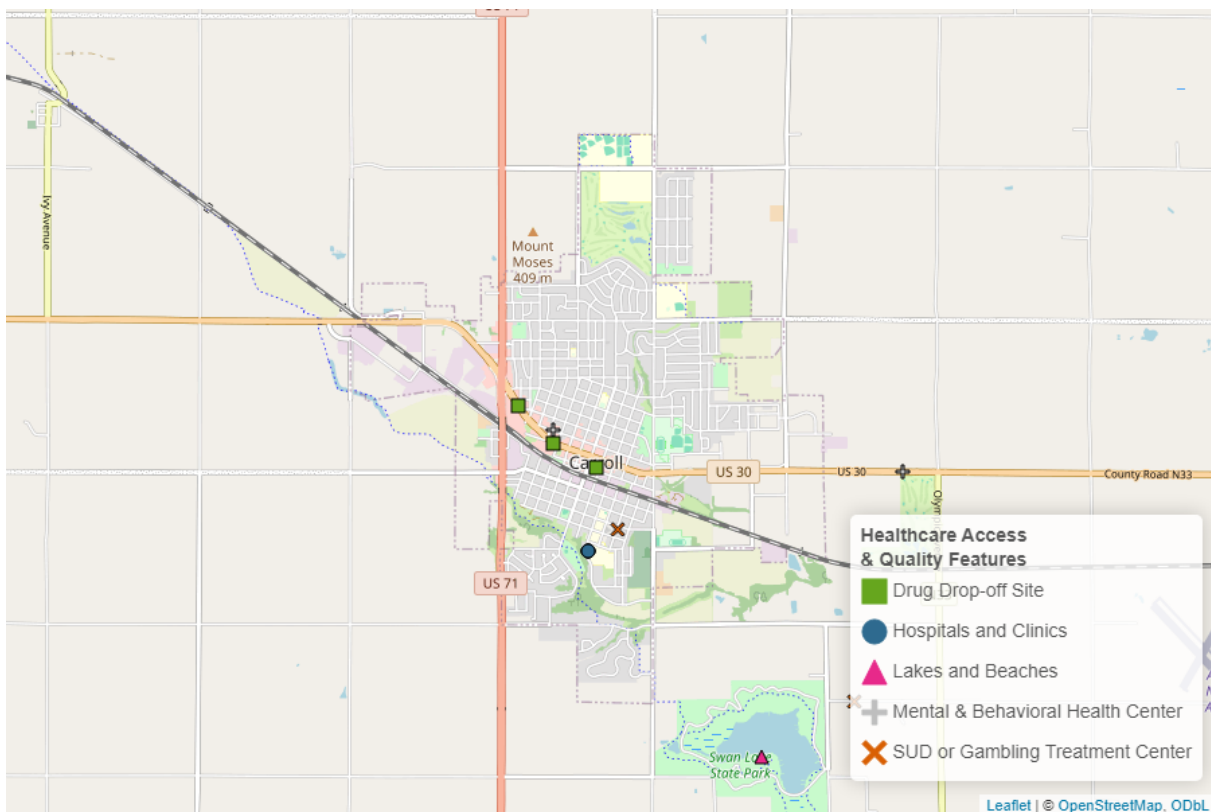 US 71
Ivy Avenue
Mount
Moses
409 m
Carroll
US 30
US 30
County Road N33
US 71
Swan Lake
State Park
Healthcare Access
& Quality Features
Drug Drop-off Site
Hospitals and Clinics
Lakes and Beaches
Mental & Behavioral Health Center
SUD or Gambling Treatment Center
Leaflet | © OpenStreetMap, ODbL